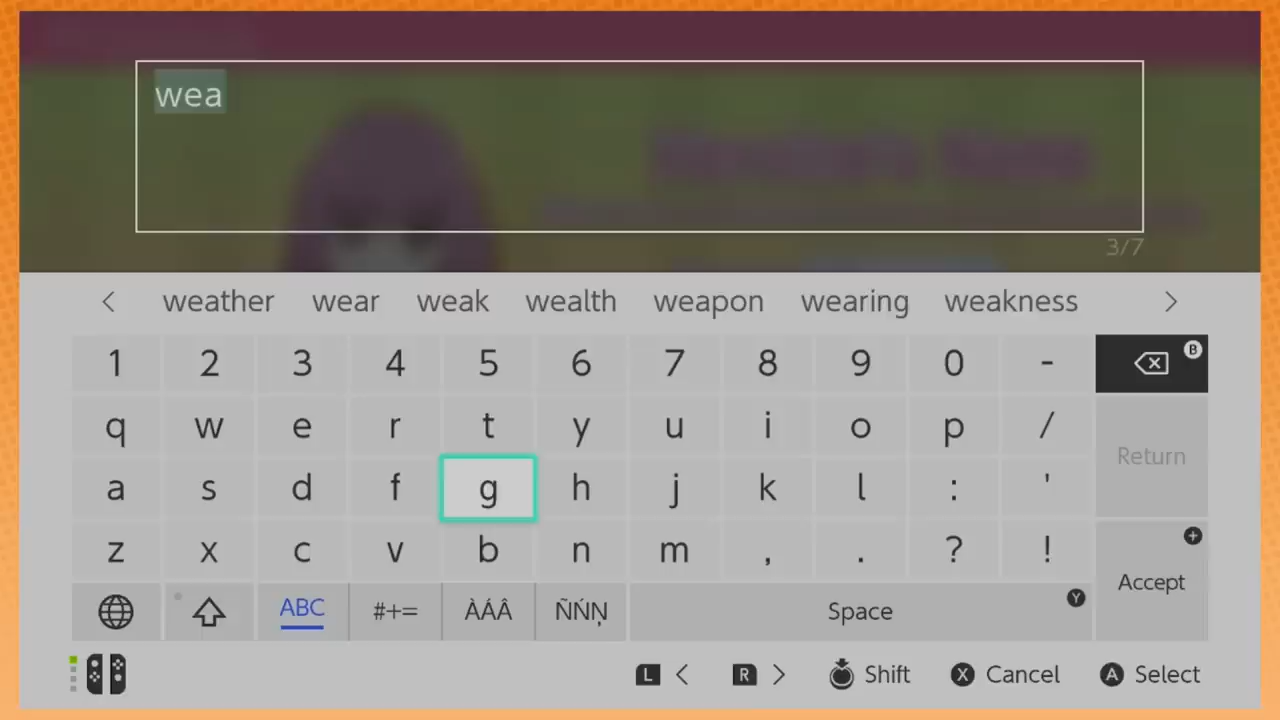 wea
3/7
< weather wear weak wealth weapon wearing weakness >
1 2 3 4 5 6 7 8 9 0 - B
q w e r t y u i o p / Return
a s d f g h j k l : '
z x c v b n m , . ? ! + Accept
ABC #+= ÀÁÂ ÑŃŅ Space Y
L < R > Shift X Cancel A Select